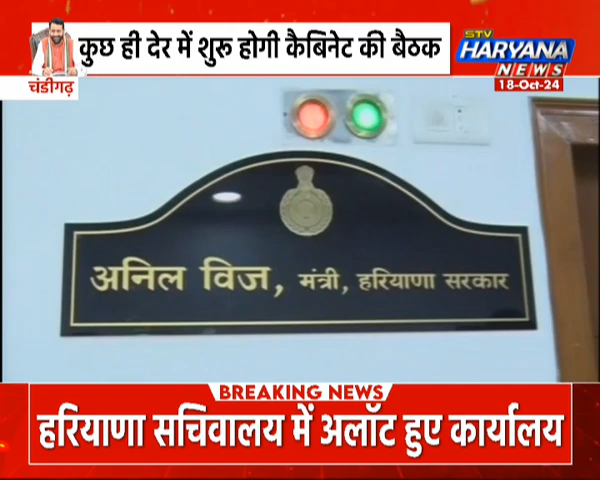 कुछ ही देर में शुरू होगी कैबिनेट की बैठक
STV
HARYANA
NEWS
चंडीगढ़
18-Oct-24
अनिल विज, मंत्री, हरियाणा सरकार
BREAKING NEWS
हरियाणा सचिवालय में अलॉट हुए कार्यालय